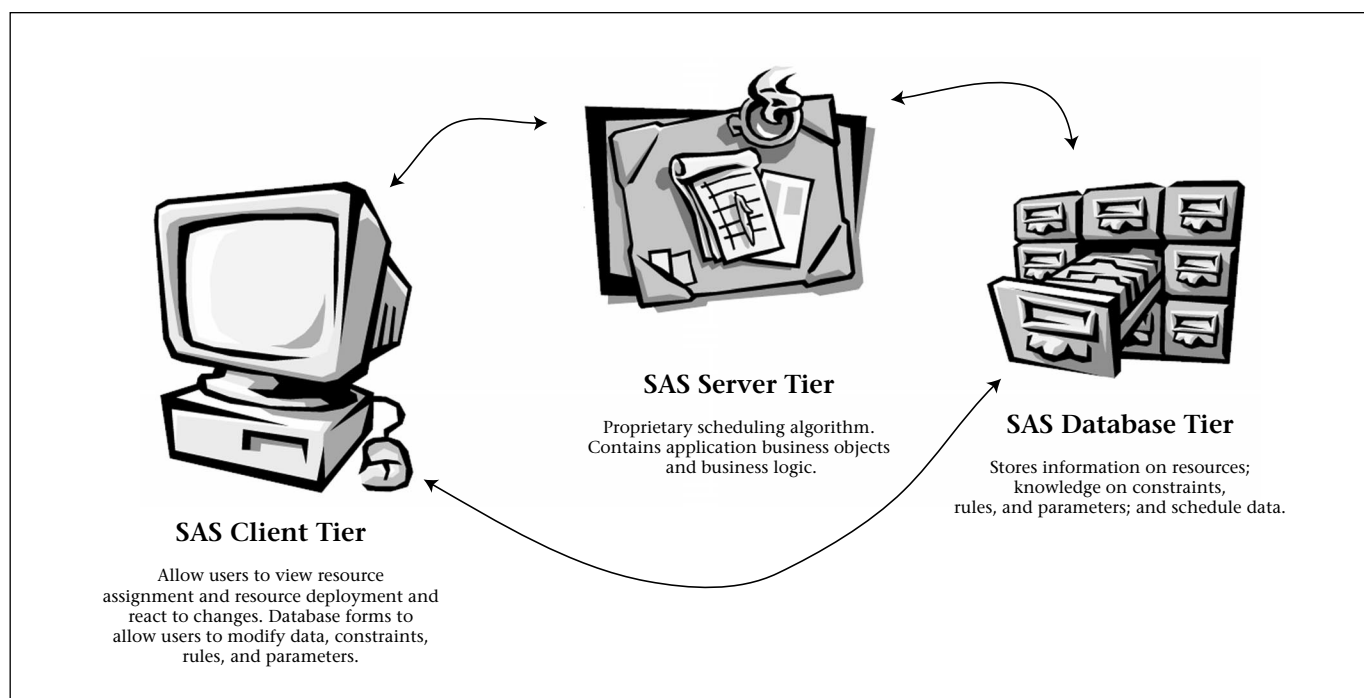 SAS Server Tier
Proprietary scheduling algorithm.
Contains application business objects
and business logic.
SAS Database Tier
Stores information on resources;
knowledge on constraints,
rules, and parameters; and schedule data.
SAS Client Tier
Allow users to view resource
assignment and resource deployment and
react to changes. Database forms to
allow users to modify data, constraints,
rules, and parameters.